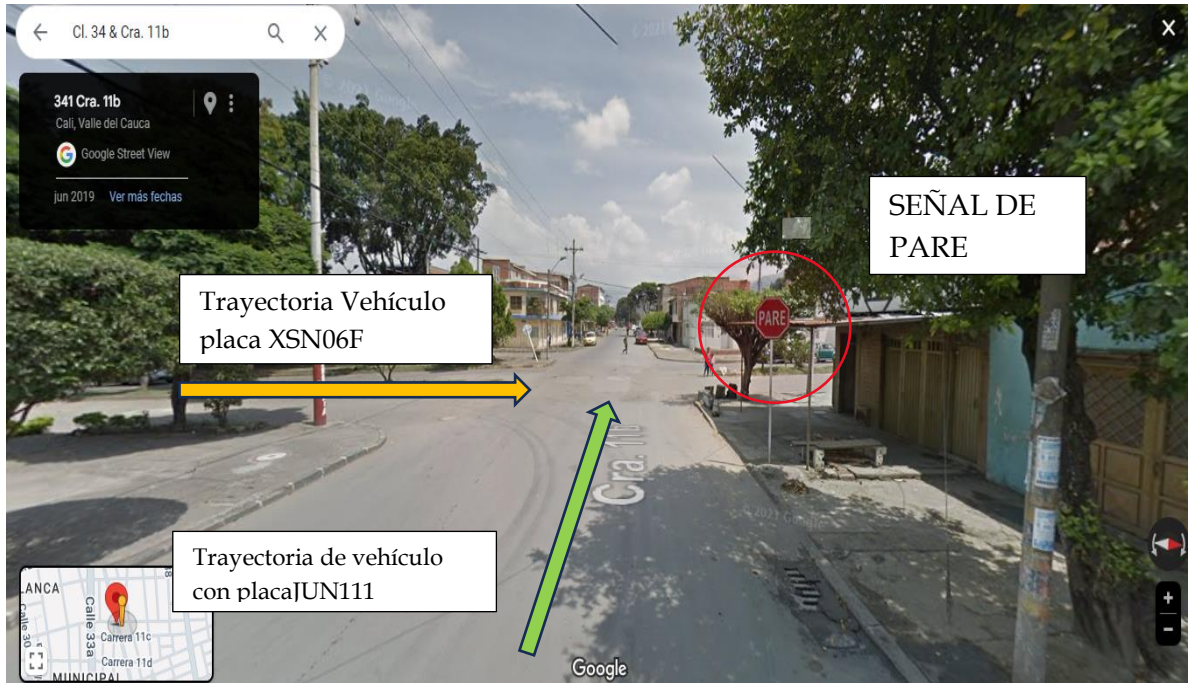 Cl. 34 & Cra. 11b
X
X
341 Cra. 11b
Cali, Valle del Cauca
G
Google Street View
jun 2019 Ver más fechas
SEÑAL DE
PARE
Trayectoria Vehículo
placa XSN06F
PARE
Cra. 11b
© 2021 Google
Trayectoria de vehículo
con placaJUN111
LANCA
Calle 30
Calle 33a
Carrera 11c
Carrera 11d
MUNICIPAL
Google
+
-